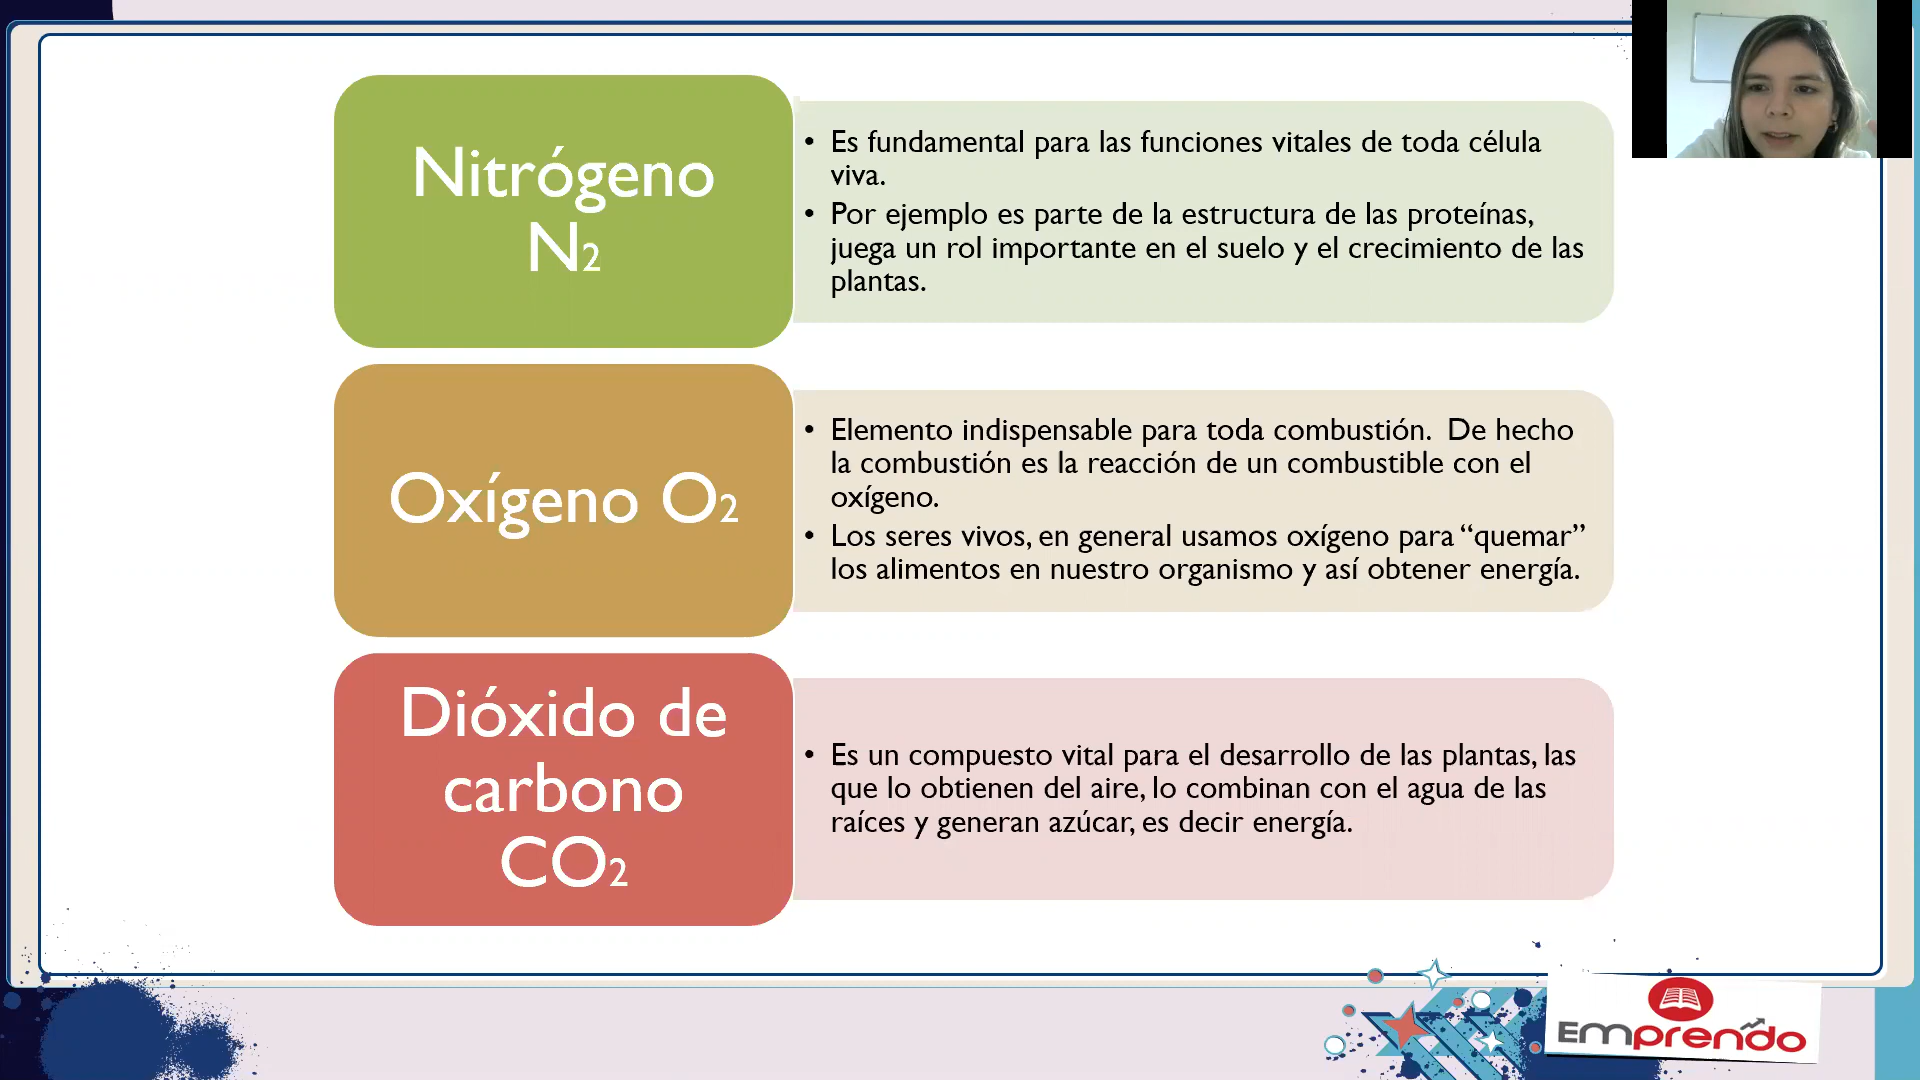 Nitrógeno
N2
• Es fundamental para las funciones vitales de toda célula
viva.
• Por ejemplo es parte de la estructura de las proteínas,
juega un rol importante en el suelo y el crecimiento de las
plantas.
Oxígeno O2
• Elemento indispensable para toda combustión.  De hecho
la combustión es la reacción de un combustible con el
oxígeno.
• Los seres vivos, en general usamos oxígeno para “quemar”
los alimentos en nuestro organismo y así obtener energía.
Dióxido de
carbono
CO2
• Es un compuesto vital para el desarrollo de las plantas, las
que lo obtienen del aire, lo combinan con el agua de las
raíces y generan azúcar, es decir energía.
Emprendo